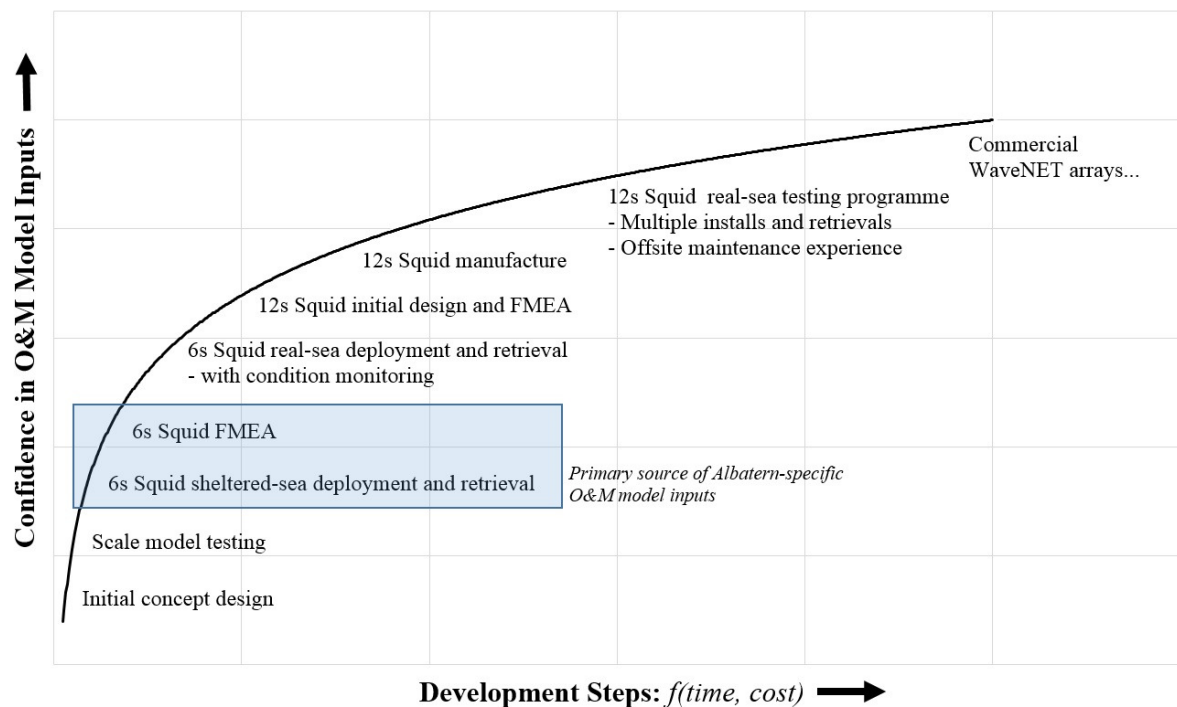 Confidence in O&M Model Inputs
Commercial
WaveNET arrays...
12s Squid real-sea testing programme
- Multiple installs and retrievals
- Offsite maintenance experience
12s Squid manufacture
12s Squid initial design and FMEA
6s Squid real-sea deployment and retrieval
- with condition monitoring
6s Squid FMEA
6s Squid sheltered-sea deployment and retrieval
Primary source of Albatern-specific
O&M model inputs
Scale model testing
Initial concept design
Development Steps: f(time, cost)